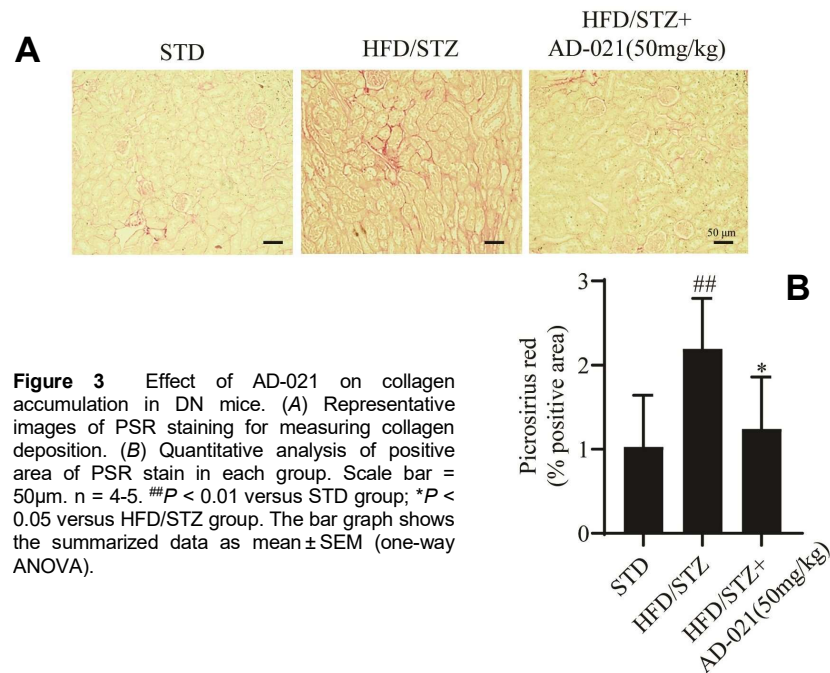 A
STD
HFD/STZ
HFD/STZ+
AD-021(50mg/kg)
50 μm
B
##
*
3
2
1
0
Picrosirius red
(% positive area)
STD
HFD/STZ
HFD/STZ+
AD-021(50mg/kg)
Figure 3 Effect of AD-021 on collagen
accumulation in DN mice. (A) Representative
images of PSR staining for measuring collagen
deposition. (B) Quantitative analysis of positive
area of PSR stain in each group. Scale bar =
50μm. n = 4-5. ##P < 0.01 versus STD group; *P <
0.05 versus HFD/STZ group. The bar graph shows
the summarized data as mean ± SEM (one-way
ANOVA).